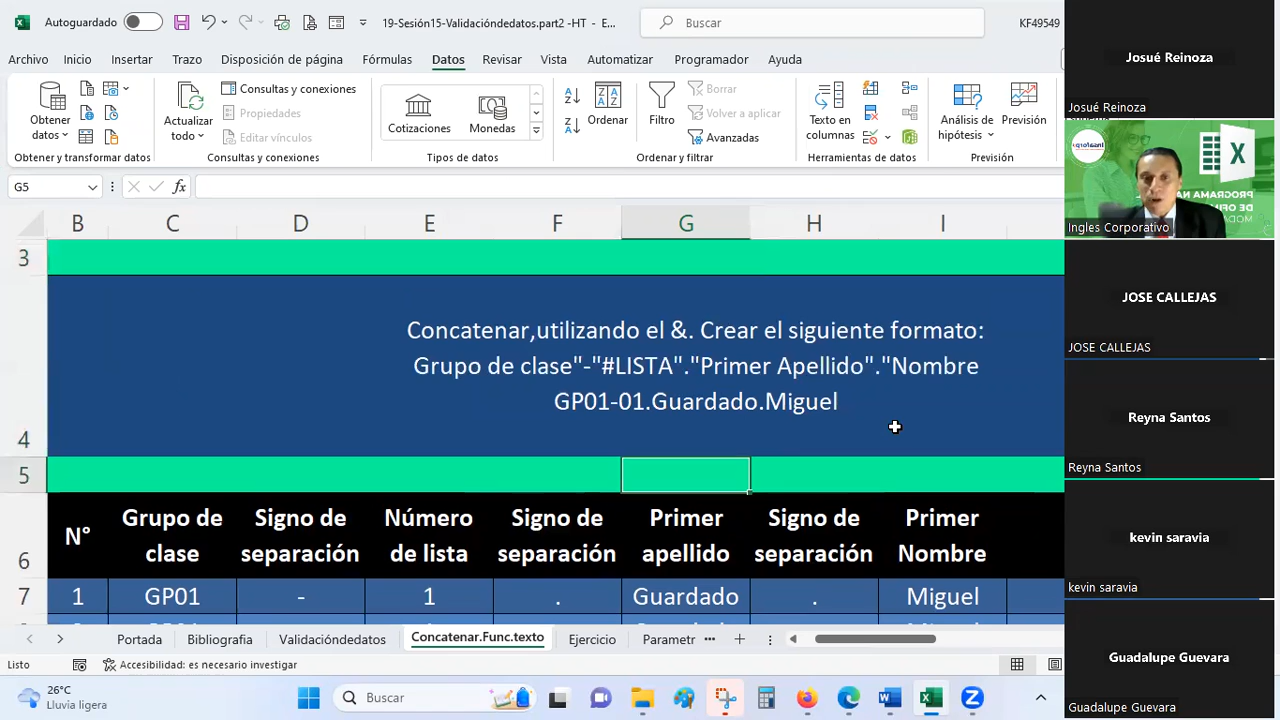 Autoguardado
19-Sesión15-Validacióndedatos.part2 -HT - E...
Buscar
KF49549
Archivo Inicio Insertar Trazo Disposición de página Fórmulas Datos Revisar Vista Automatizar Programador Ayuda
Obtener datos
Actualizar todo
Consultas y conexiones
Propiedades
Editar vínculos
Cotizaciones
Monedas
Ordenar
Filtro
Borrar
Volver a aplicar
Avanzadas
Texto en columnas
Análisis de hipótesis
Previsión
Obtener y transformar datos
Consultas y conexiones
Tipos de datos
Ordenar y filtrar
Herramientas de datos
Previsión
G5
fx
B C D E F G H I
3
Concatenar,utilizando el &. Crear el siguiente formato:
Grupo de clase"-"#LISTA"."Primer Apellido"."Nombre
GP01-01.Guardado.Miguel
4
5
6
N°
Grupo de clase
Signo de separación
Número de lista
Signo de separación
Primer apellido
Signo de separación
Primer Nombre
7 1 GP01 - 1 . Guardado . Miguel
Portada Bibliografia Validacióndedatos Concatenar.Func.texto Ejercicio Parametr ...
Listo
Accesibilidad: es necesario investigar
26°C
Lluvia ligera
Buscar
Josué Reinoza
Josué Reinoza
PROGRAMA NA
DE OFI
MODA
Ingles Corporativo
JOSE CALLEJAS
JOSE CALLEJAS
Reyna Santos
Reyna Santos
kevin saravia
kevin saravia
Guadalupe Guevara
Guadalupe Guevara